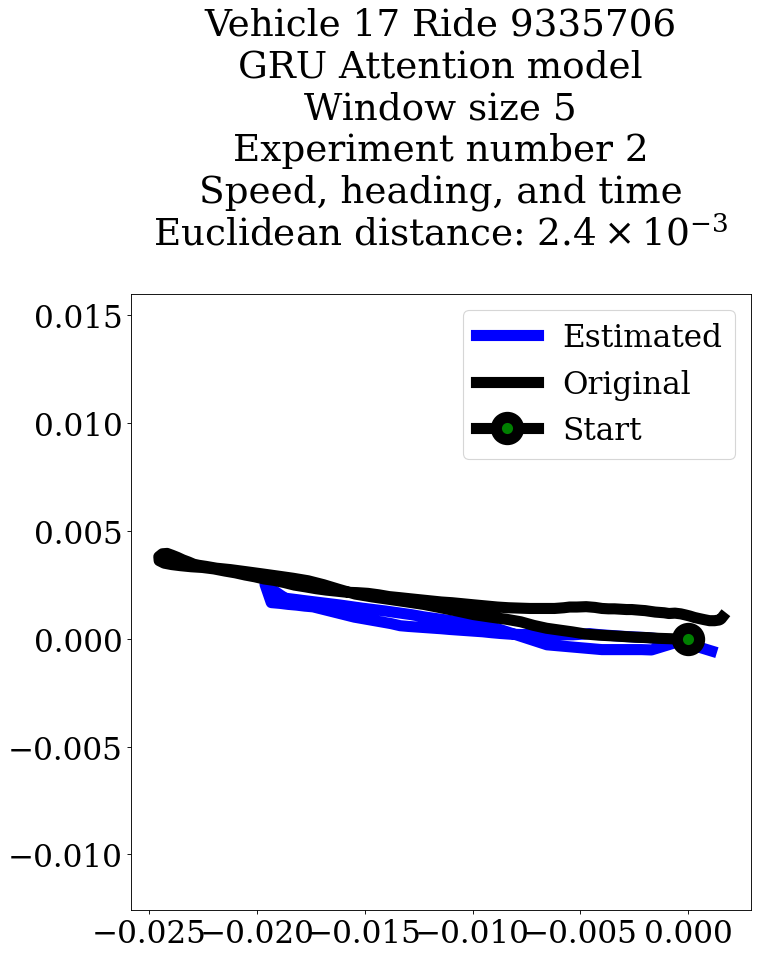 Vehicle 17 Ride 9335706
GRU Attention model
Window size 5
Experiment number 2
Speed, heading, and time
Euclidean distance: 2.4 × 10⁻³
0.015
0.010
0.005
0.000
−0.005
−0.010
Estimated
Original
Start
−0.025 −0.020 −0.015 −0.010 −0.005 0.000